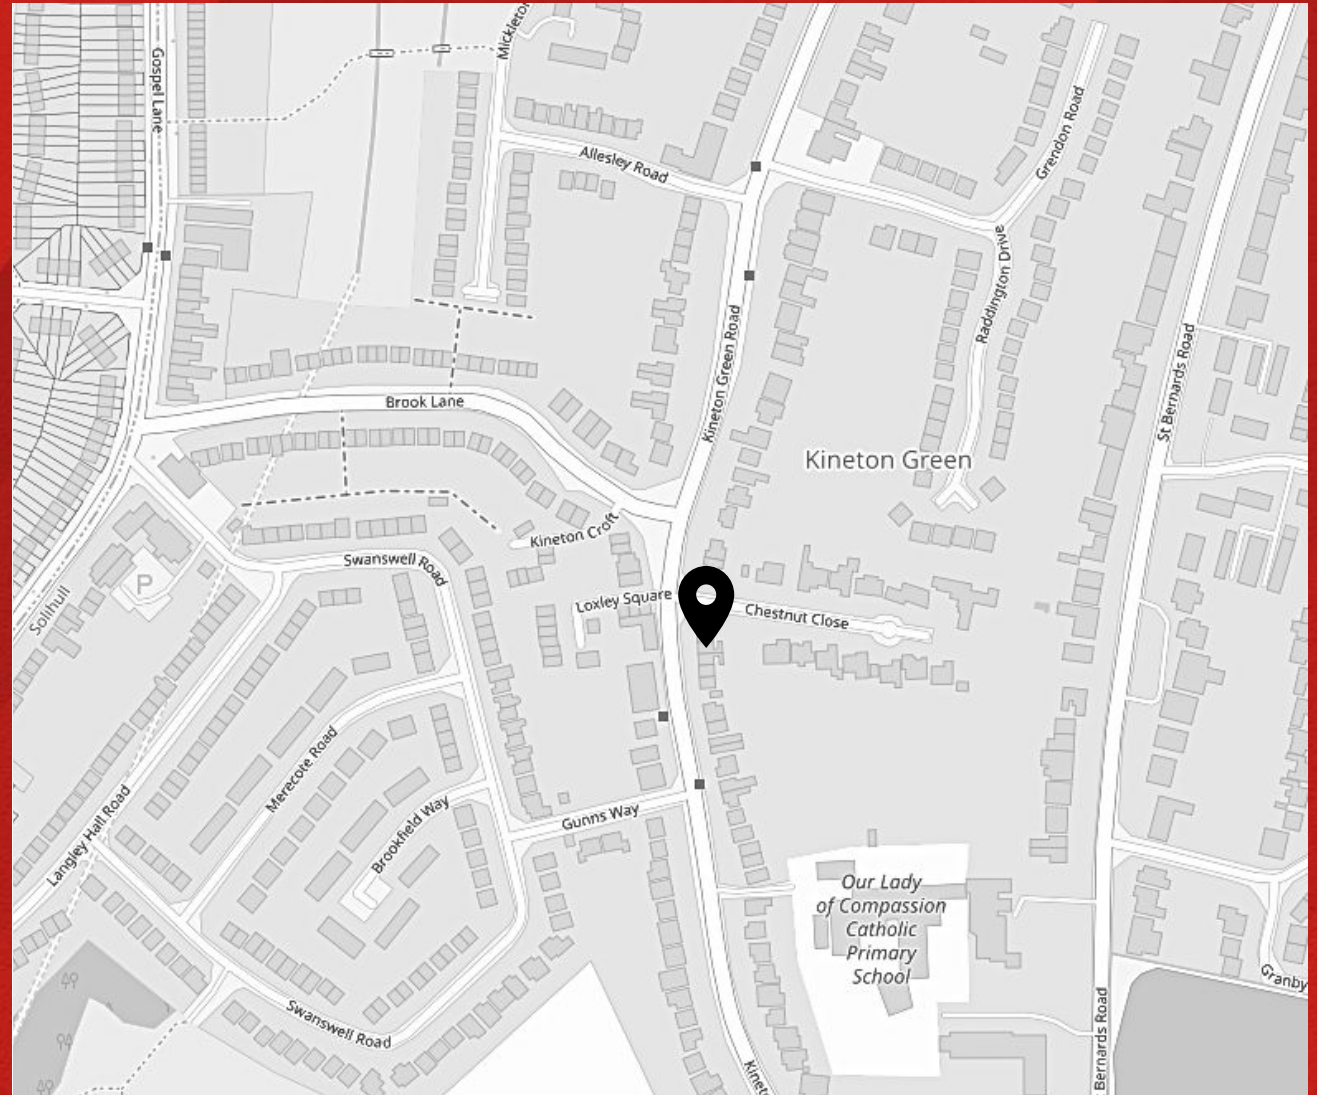 Mickleto
Gospel Lane
Grendon Road
Allesley Road
Raddington Drive
Kineton Green Road
St Bernards Road
Brook Lane
Kineton Green
Kineton Croft
Swanswell Road
P
Solihull
Loxley Square
Chestnut Close
Merecote Road
Brookfield Way
Gunns Way
Langley Hall Road
Our Lady
of Compassion
Catholic
Primary
School
Granby
Swanswell Road
Bernards Road
Kinet